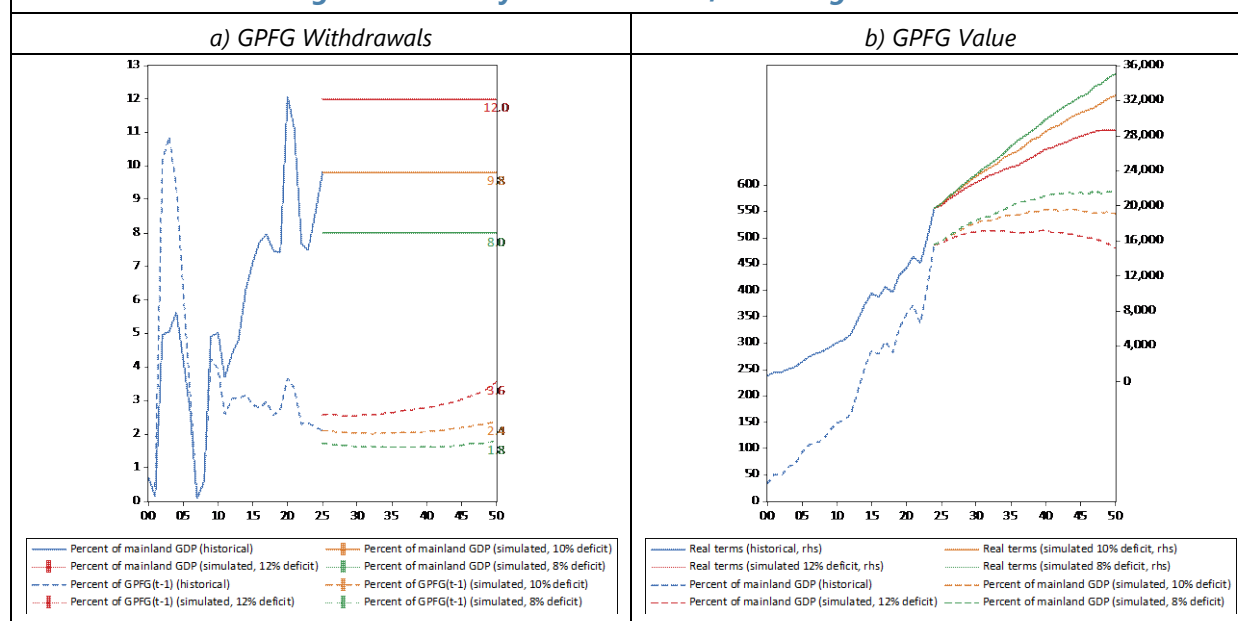 a) GPFG Withdrawals
b) GPFG Value
13
12
11
10
9
8
7
6
5
4
3
2
1
0
00 05 10 15 20 25 30 35 40 45 50
12.0
9.8
8.0
3.6
2.4
1.8
Percent of mainland GDP (historical)
Percent of mainland GDP (simulated, 10% deficit)
Percent of mainland GDP (simulated, 12% deficit)
Percent of mainland GDP (simulated, 8% deficit)
Percent of GPFG(t-1) (historical)
Percent of GPFG(t-1) (simulated, 10% deficit)
Percent of GPFG(t-1) (simulated, 12% deficit)
Percent of GPFG(t-1) (simulated, 8% deficit)
600
550
500
450
400
350
300
250
200
150
100
50
0
36,000
32,000
28,000
24,000
20,000
16,000
12,000
8,000
4,000
0
00 05 10 15 20 25 30 35 40 45 50
Real terms (historical, rhs)
Real terms (simulated 10% deficit, rhs)
Real terms (simulated 12% deficit, rhs)
Real terms (simulated 8% deficit, rhs)
Percent of mainland GDP (historical)
Percent of mainland GDP (simulated, 10% deficit)
Percent of mainland GDP (simulated, 12% deficit)
Percent of mainland GDP (simulated, 8% deficit)